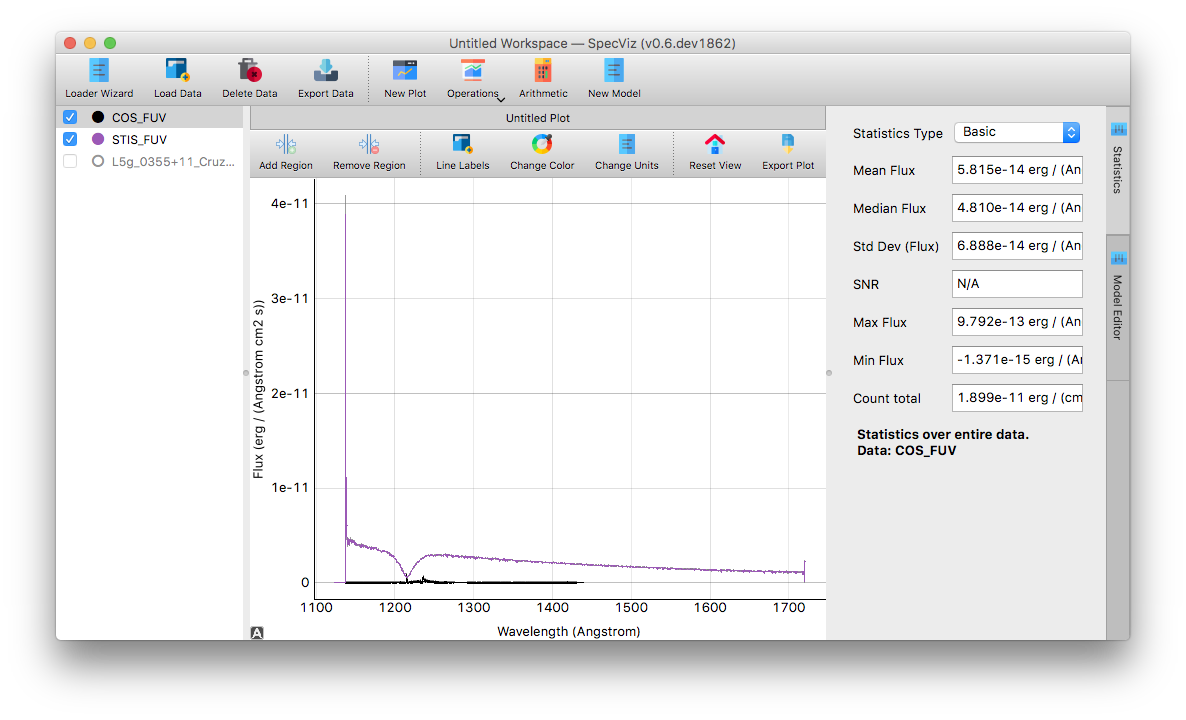 Untitled Workspace — SpecViz (v0.6.dev1862)
Loader Wizard Load Data Delete Data Export Data New Plot Operations Arithmetic New Model
COS_FUV
STIS_FUV
L5g_0355+11_Cruz...
Untitled Plot
Add Region Remove Region Line Labels Change Color Change Units Reset View Export Plot
4e-11
3e-11
2e-11
1e-11
0
Flux (erg / (Angstrom cm2 s))
1100 1200 1300 1400 1500 1600 1700
Wavelength (Angstrom)
A
Statistics Type Basic
Mean Flux 5.815e-14 erg / (An
Median Flux 4.810e-14 erg / (An
Std Dev (Flux) 6.888e-14 erg / (An
SNR N/A
Max Flux 9.792e-13 erg / (An
Min Flux -1.371e-15 erg / (A
Count total 1.899e-11 erg / (cm
Statistics over entire data.
Data: COS_FUV
Statistics
Model Editor